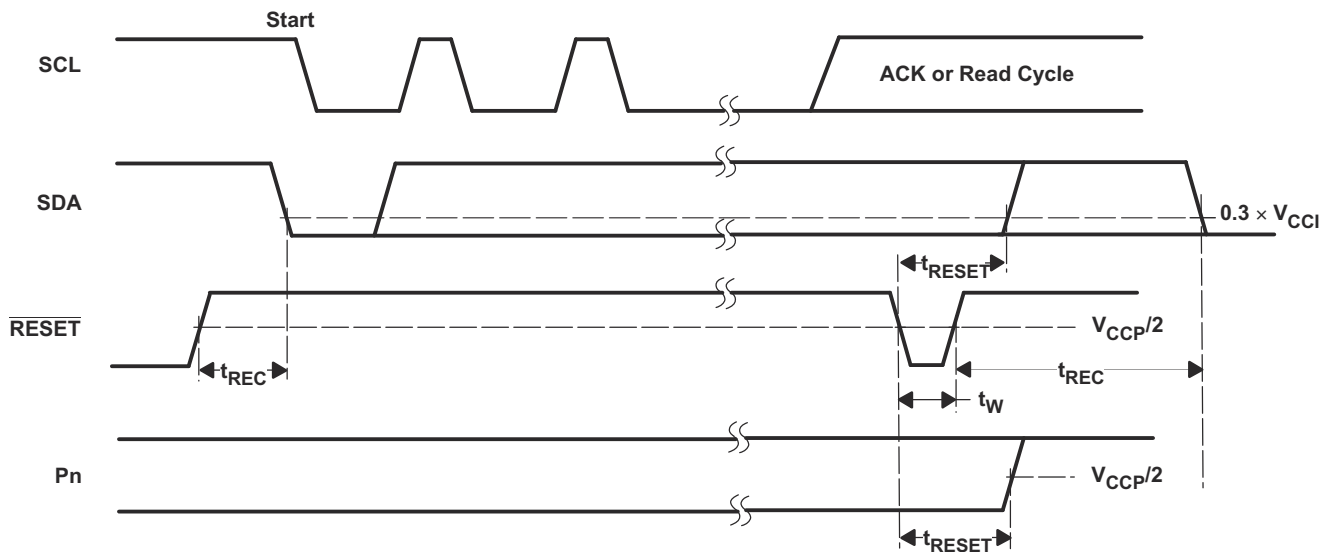 Start
SCL
ACK or Read Cycle
SDA
0.3 × VCCI
tRESET
RESET
VCCP/2
tREC
tREC
tW
Pn
VCCP/2
tRESET